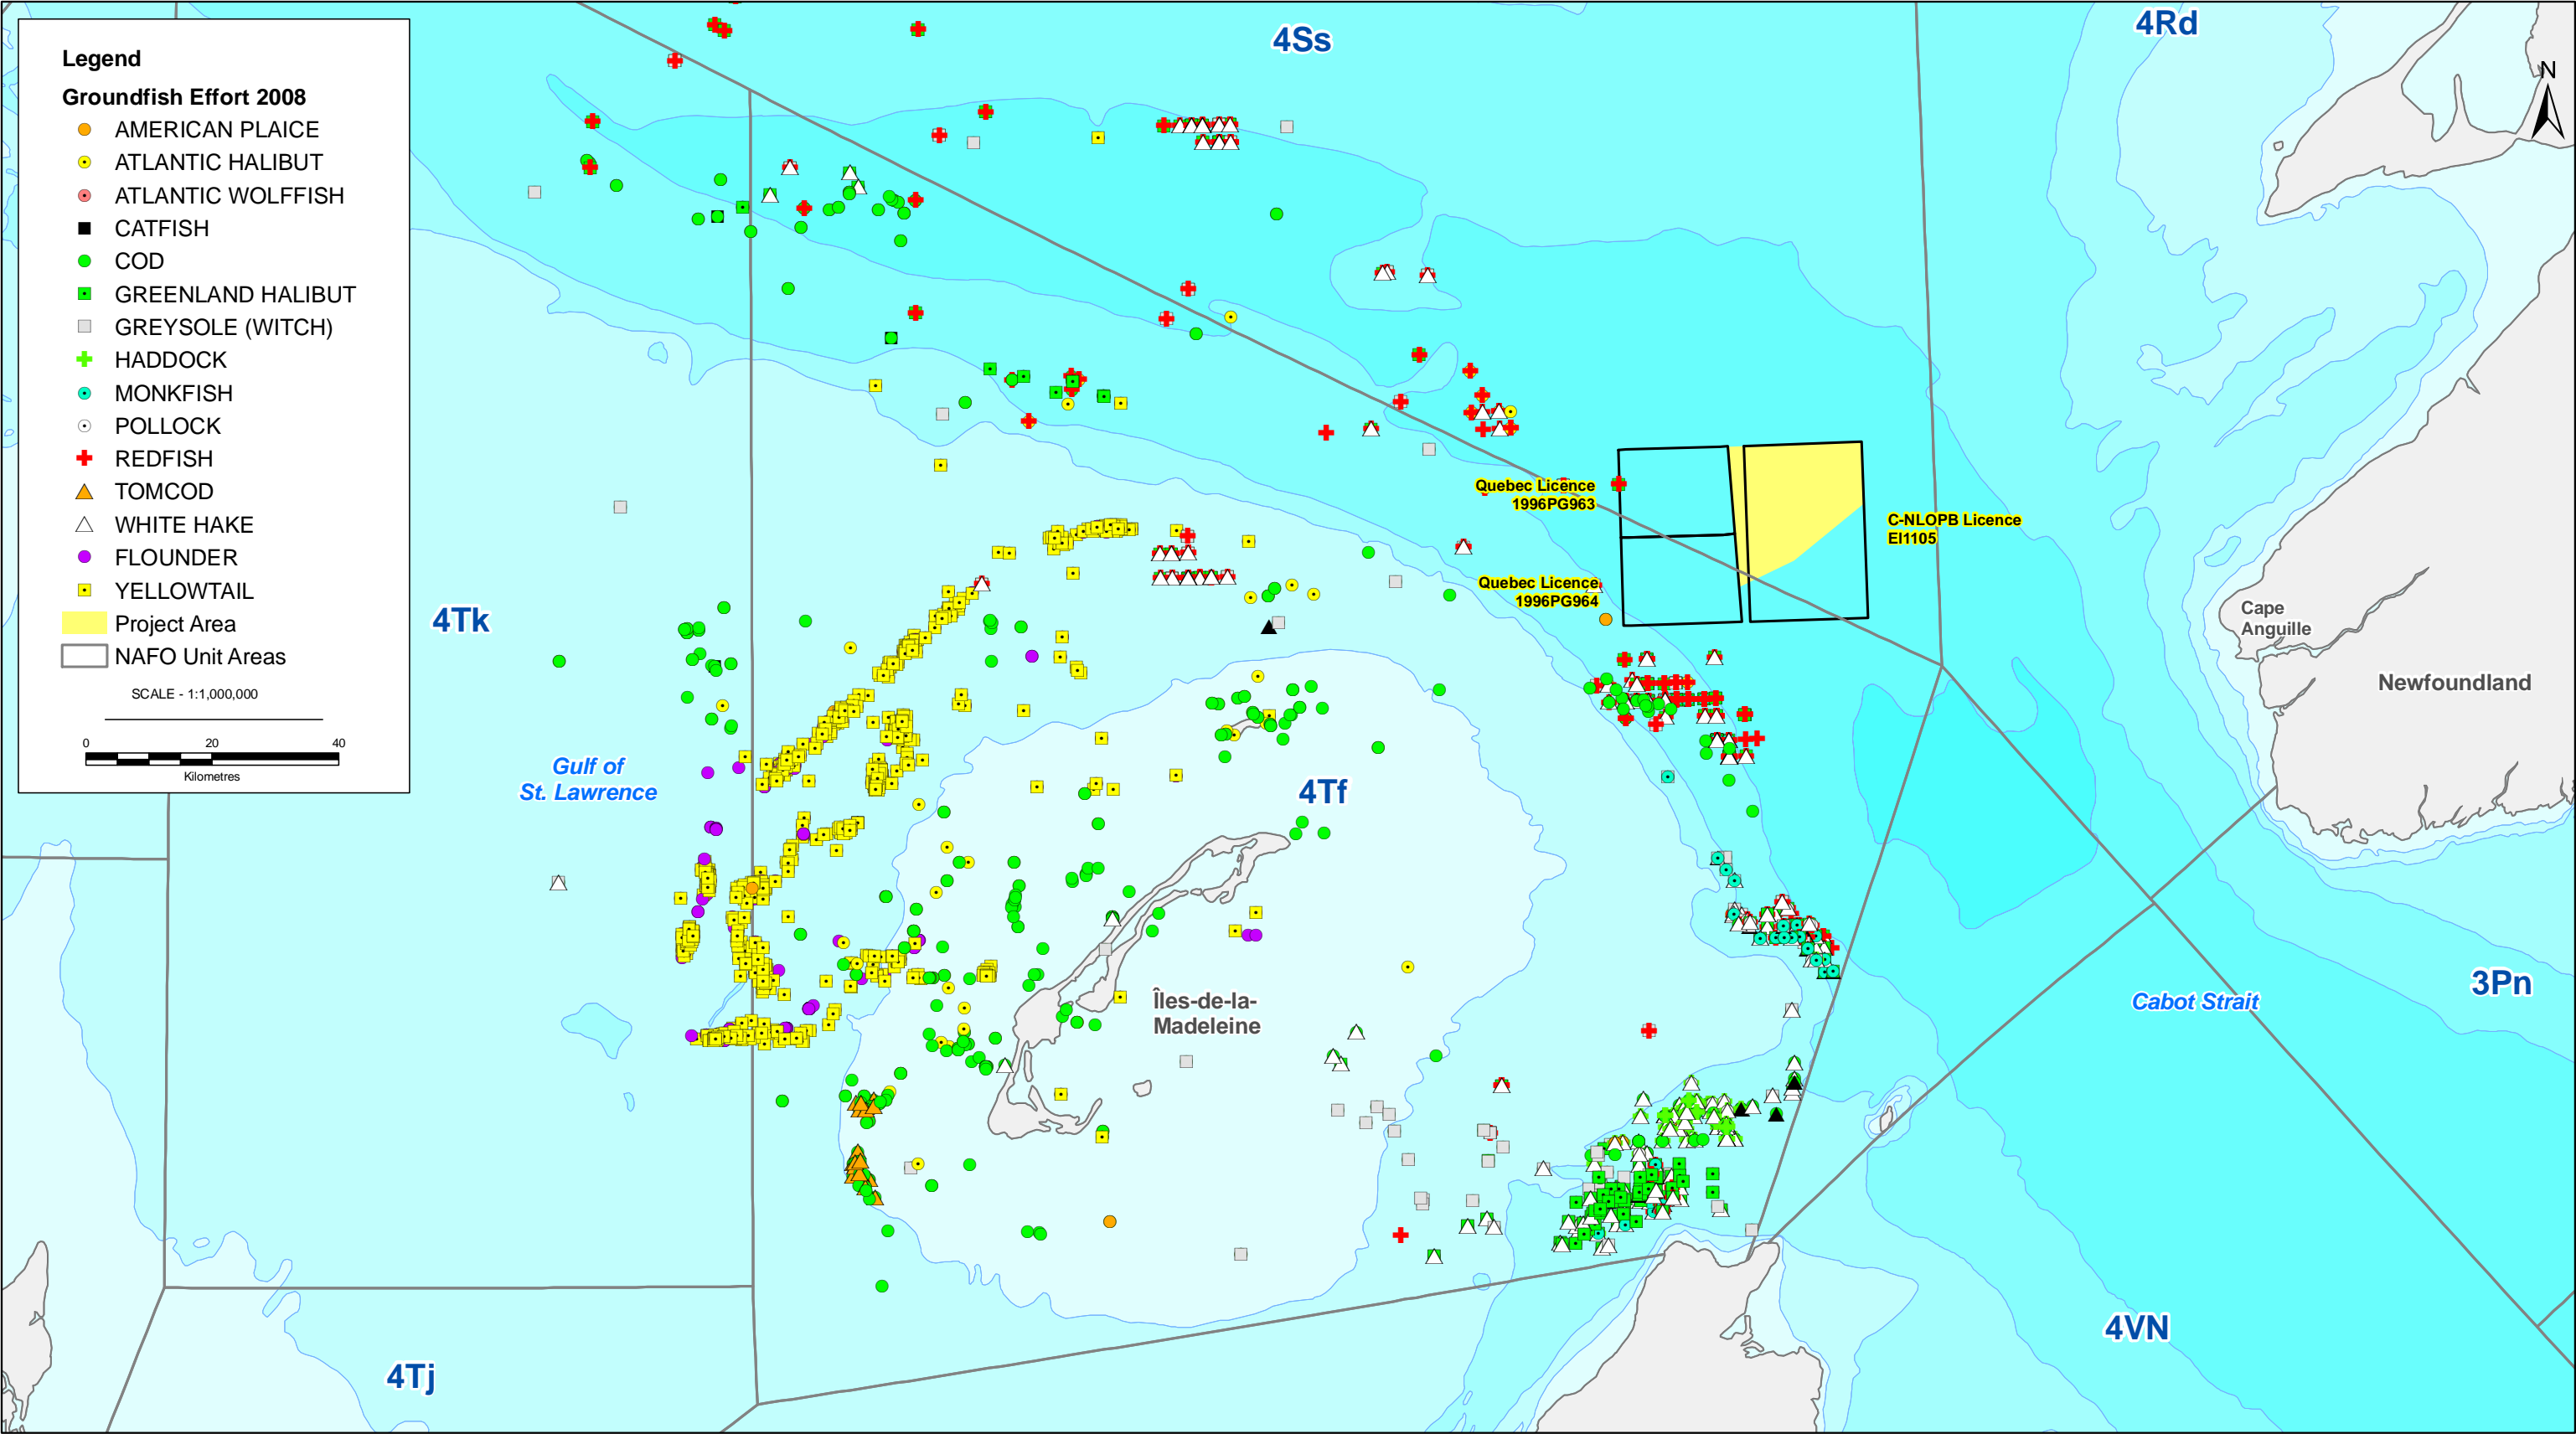 Legend
Groundfish Effort 2008
AMERICAN PLAICE
ATLANTIC HALIBUT
ATLANTIC WOLFFISH
CATFISH
COD
GREENLAND HALIBUT
GREYSOLE (WITCH)
HADDOCK
MONKFISH
POLLOCK
REDFISH
TOMCOD
WHITE HAKE
FLOUNDER
YELLOWTAIL
Project Area
NAFO Unit Areas
SCALE - 1:1,000,000
0 20 40
Kilometres
4Ss
4Rd
N
Quebec Licence
1996PG963
C-NLOPB Licence
El1105
Quebec Licence
1996PG964
4Tk
Cape
Anguille
Newfoundland
Gulf of
St. Lawrence
4Tf
Îles-de-la-
Madeleine
3Pn
Cabot Strait
4VN
4Tj